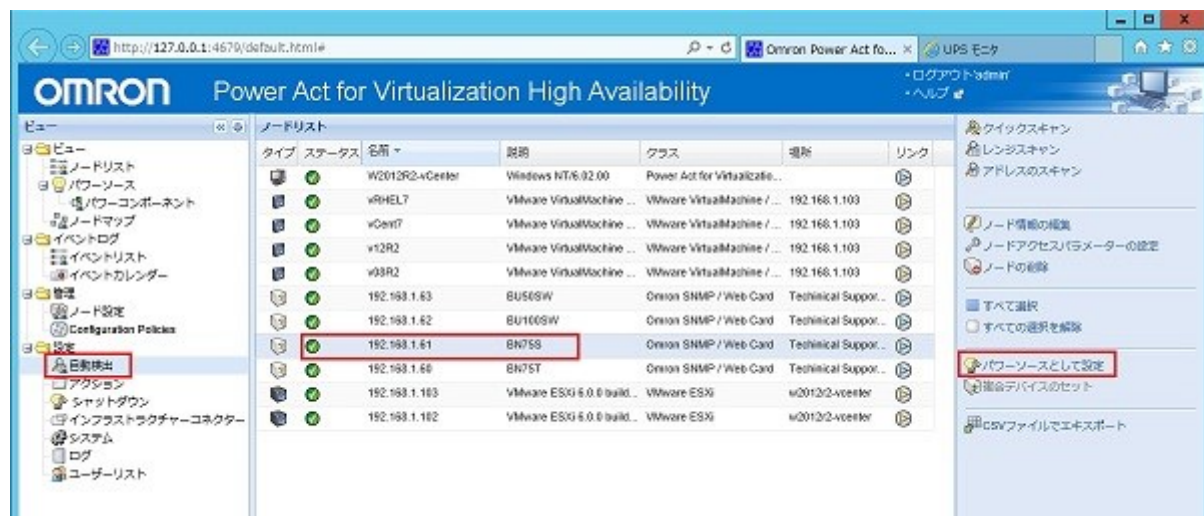 http://127.0.0.1:4679/default.html#
Omron Power Act fo...
UPS モニタ
OMRON
Power Act for Virtualization High Availability
・ログアウト'admin'
・ヘルプ
ビュー
ノードリスト
ビュー
ノードリスト
パワーソース
パワーコンポーネント
ノードマップ
イベントログ
イベントリスト
イベントカレンダー
管理
ノード設定
Configuration Policies
設定
自動検出
アクション
シャットダウン
インフラストラクチャーコネクター
システム
ログ
ユーザーリスト
タイプ ステータス 名前 説明 クラス 場所 リンク
W2012R2-vCenter Windows NT/6.02.00 Power Act for Virtualizatio...
vRHEL7 VMware VirtualMachine ... VMware VirtualMachine / ... 192.168.1.103
vCent7 VMware VirtualMachine ... VMware VirtualMachine / ... 192.168.1.103
v12R2 VMware VirtualMachine ... VMware VirtualMachine / ... 192.168.1.103
v08R2 VMware VirtualMachine ... VMware VirtualMachine / ... 192.168.1.103
192.168.1.63 BU50SW Omron SNMP / Web Card Techinical Suppor...
192.168.1.62 BU100SW Omron SNMP / Web Card Techinical Suppor...
192.168.1.61 BN75S Omron SNMP / Web Card Techinical Suppor...
192.168.1.60 BN75T Omron SNMP / Web Card Techinical Suppor...
192.168.1.103 VMware ESXi 6.0.0 build... VMware ESXi w2012r2-vcenter
192.168.1.102 VMware ESXi 6.0.0 build... VMware ESXi w2012r2-vcenter
クイックスキャン
レンジスキャン
アドレスのスキャン
ノード情報の編集
ノードアクセスパラメーターの設定
ノードの削除
すべて選択
すべての選択を解除
パワーソースとして設定
複合デバイスのセット
CSVファイルでエキスポート